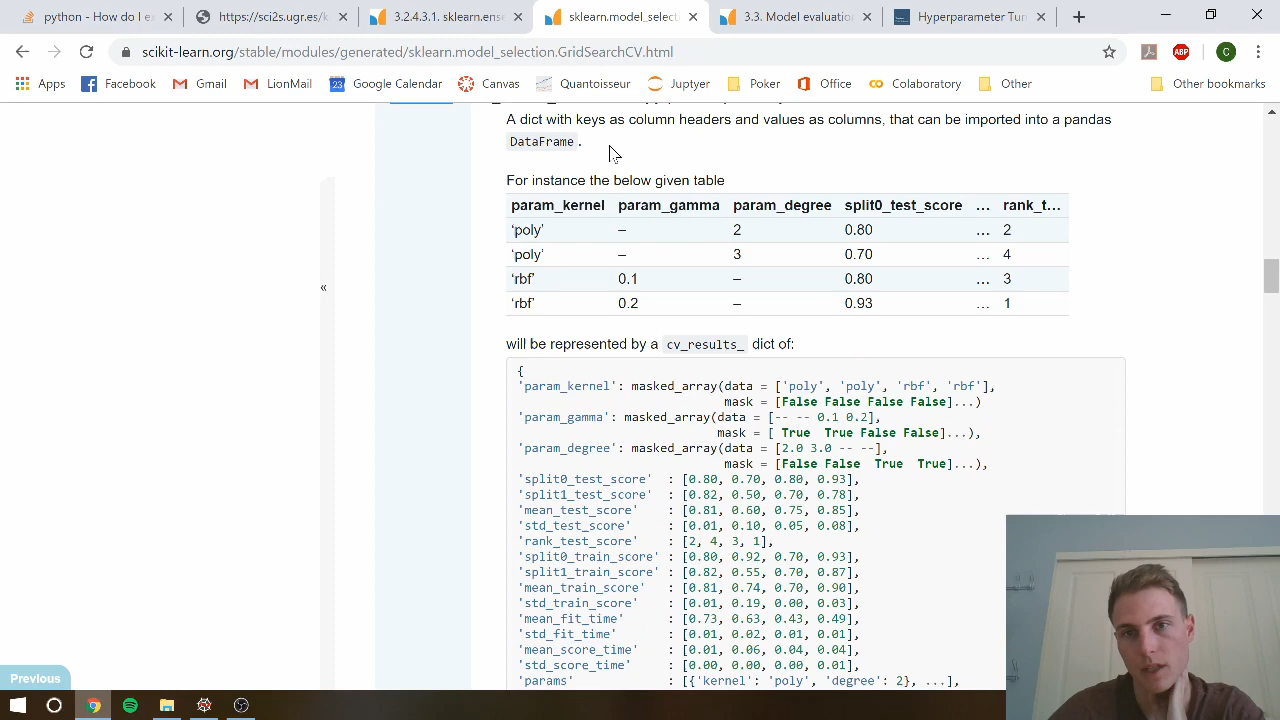 python - How do I ex
https://sci2s.ugr.es/k
3.2.4.3.1. sklearn.ense
sklearn.model_select
3.3. Model evaluation
Hyperparameter Tun
scikit-learn.org/stable/modules/generated/sklearn.model_selection.GridSearchCV.html
ABP
C
Apps
Facebook
Gmail
LionMail
23
Google Calendar
Canvas
Quantoisseur
Juptyer
Poker
Office
Colaboratory
Other
Other bookmarks
A dict with keys as column headers and values as columns, that can be imported into a pandas
DataFrame.
For instance the below given table
param_kernel param_gamma param_degree split0_test_score ... rank_t...
‘poly’ – 2 0.80 ... 2
‘poly’ – 3 0.70 ... 4
‘rbf’ 0.1 – 0.80 ... 3
‘rbf’ 0.2 – 0.93 ... 1
«
will be represented by a cv_results_ dict of:
{
'param_kernel': masked_array(data = ['poly', 'poly', 'rbf', 'rbf'],
mask = [False False False False]...)
'param_gamma': masked_array(data = [-- -- 0.1 0.2],
mask = [ True True False False]...),
'param_degree': masked_array(data = [2.0 3.0 -- --],
mask = [False False True True]...),
'split0_test_score' : [0.80, 0.70, 0.80, 0.93],
'split1_test_score' : [0.82, 0.50, 0.70, 0.78],
'mean_test_score' : [0.81, 0.60, 0.75, 0.85],
'std_test_score' : [0.01, 0.10, 0.05, 0.08],
'rank_test_score' : [2, 4, 3, 1],
'split0_train_score' : [0.80, 0.92, 0.70, 0.93],
'split1_train_score' : [0.82, 0.55, 0.70, 0.87],
'mean_train_score' : [0.81, 0.74, 0.70, 0.90],
'std_train_score' : [0.01, 0.19, 0.00, 0.03],
'mean_fit_time' : [0.73, 0.63, 0.43, 0.49],
'std_fit_time' : [0.01, 0.02, 0.01, 0.01],
'mean_score_time' : [0.01, 0.06, 0.04, 0.04],
'std_score_time' : [0.00, 0.00, 0.00, 0.01],
'params' : [{'kernel': 'poly', 'degree': 2}, ...],
Previous